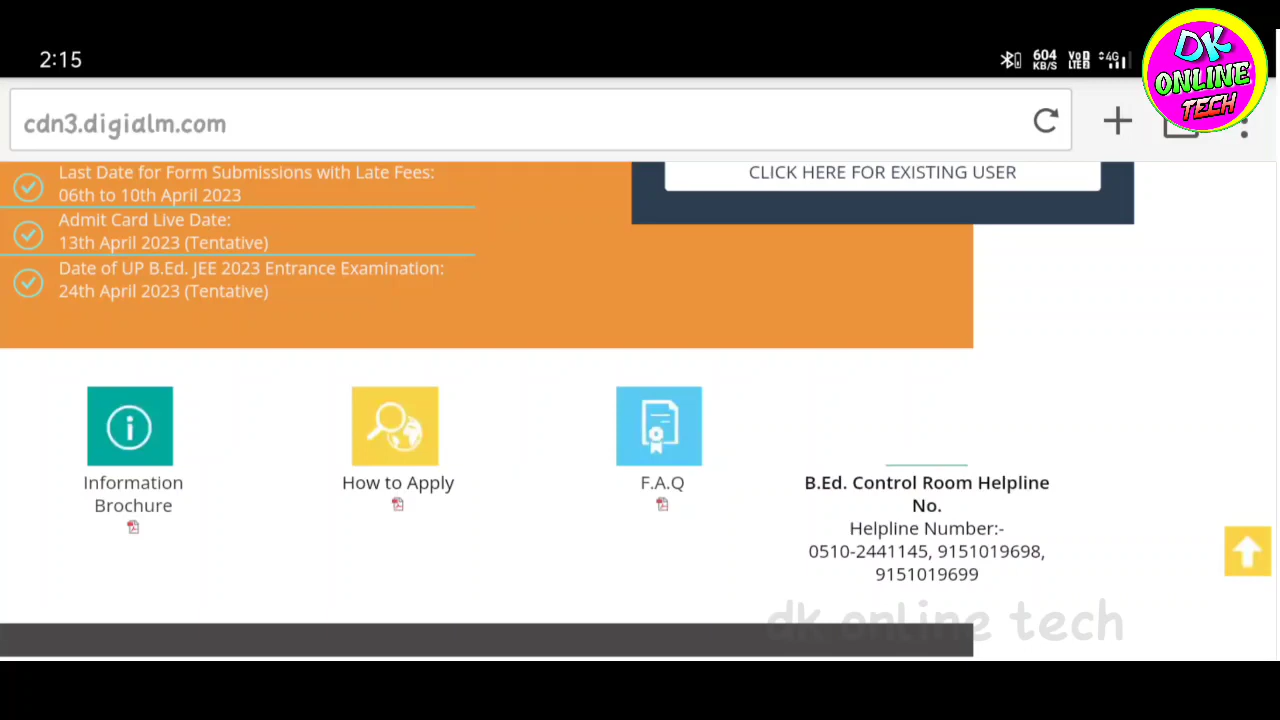 2:15
604
KB/S
VoD
LTE
4G
DK
ONLINE
TECH
cdn3.digialm.com
Last Date for Form Submissions with Late Fees:
06th to 10th April 2023
CLICK HERE FOR EXISTING USER
Admit Card Live Date:
13th April 2023 (Tentative)
Date of UP B.Ed. JEE 2023 Entrance Examination:
24th April 2023 (Tentative)
Information
Brochure
How to Apply
F.A.Q
B.Ed. Control Room Helpline
No.
Helpline Number:-
0510-2441145, 9151019698,
9151019699
dk online tech